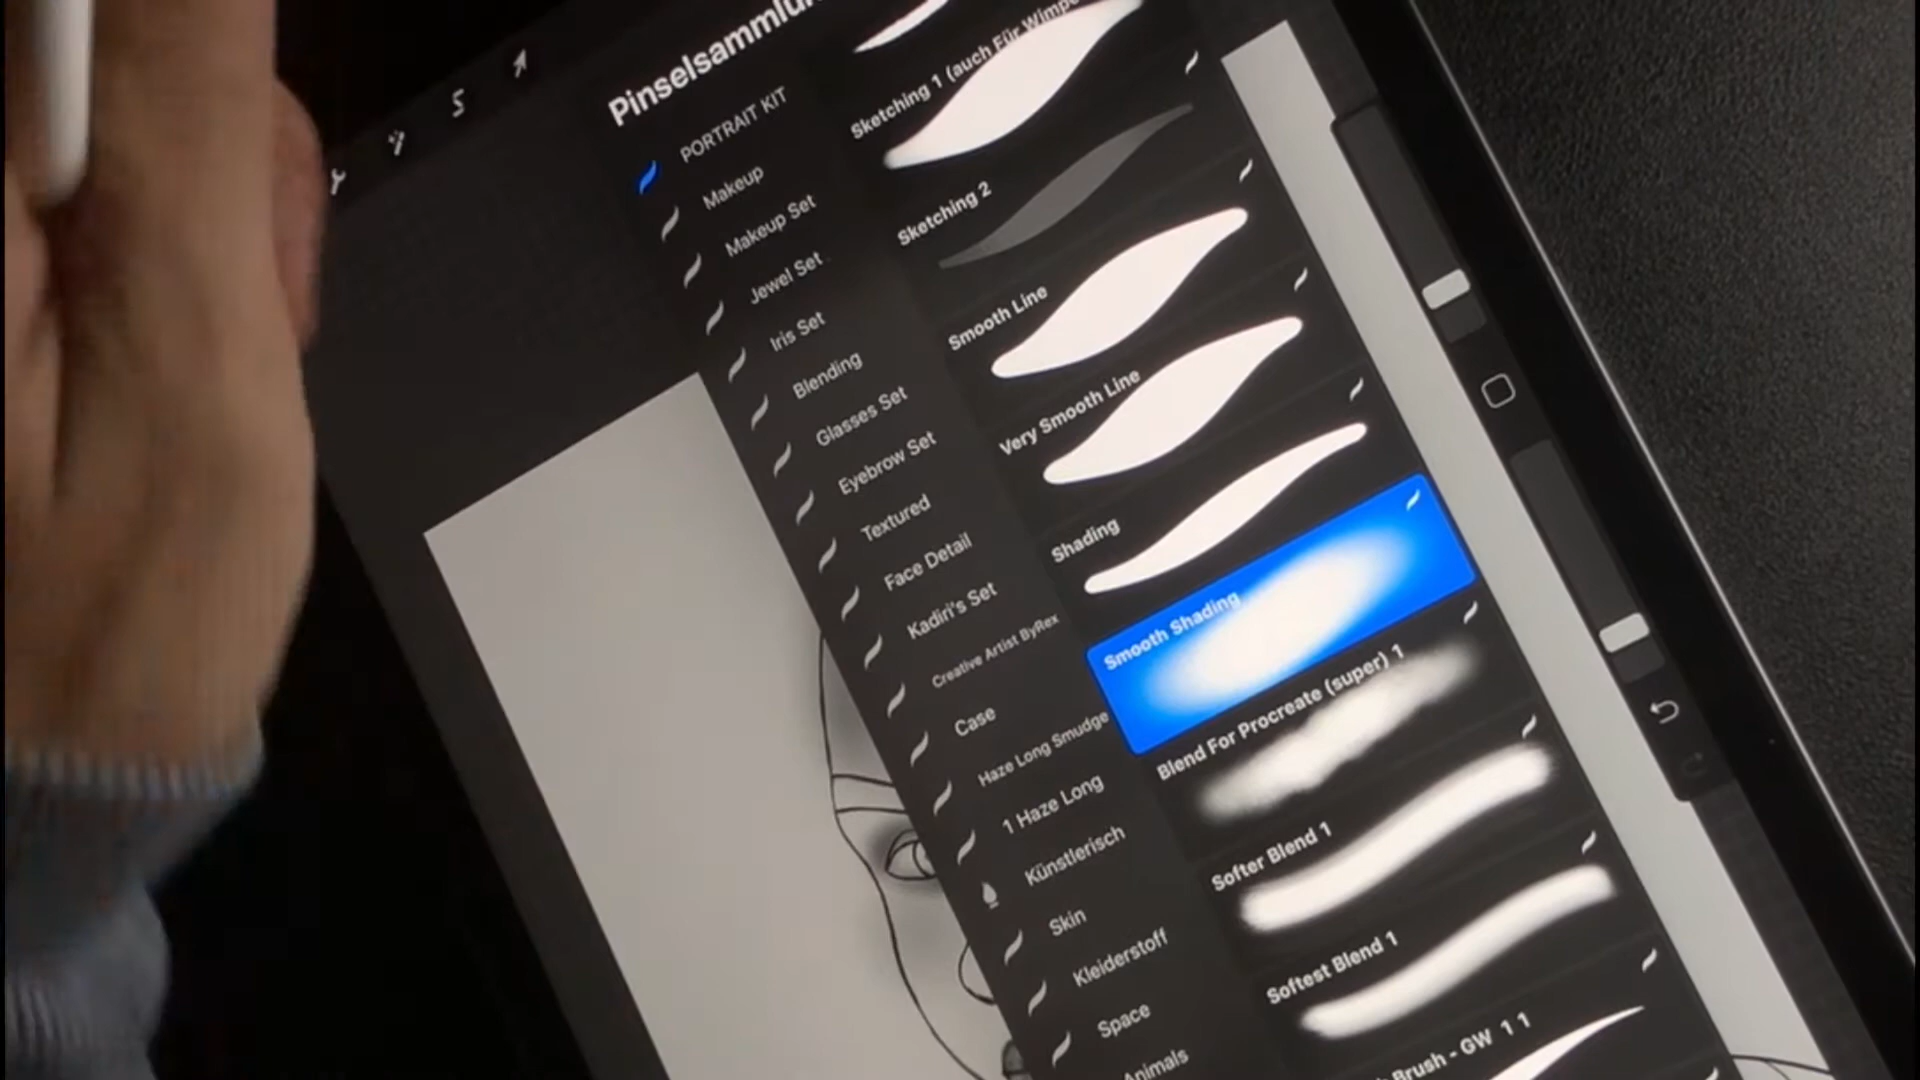 Pinselsammlun
PORTRAIT KIT
Makeup
Makeup Set
Jewel Set
Iris Set
Blending
Glasses Set
Eyebrow Set
Textured
Face Detail
Kadiri's Set
Creative Artist ByRex
Case
Haze Long Smudge
1 Haze Long
Künstlerisch
Skin
Kleiderstoff
Space
Animals
Sketching 1 (auch Für Wimpe
Sketching 2
Smooth Line
Very Smooth Line
Shading
Smooth Shading
Blend For Procreate (super) 1
Softer Blend 1
Softest Blend 1
Brush - GW 1 1